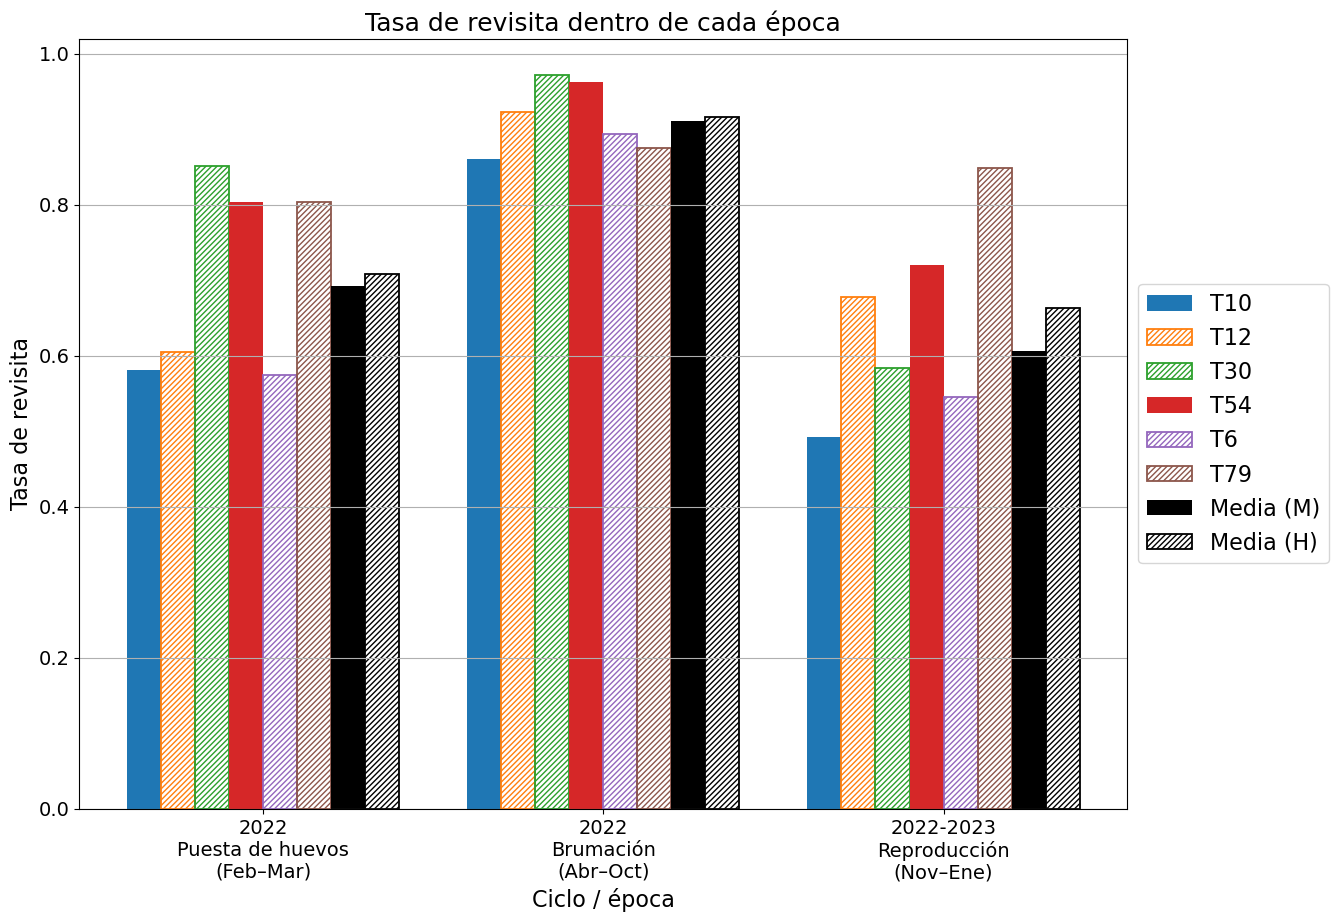 Tasa de revisita dentro de cada época
Tasa de revisita
1.0
0.8
0.6
0.4
0.2
0.0
2022
Puesta de huevos
(Feb–Mar)
2022
Brumación
(Abr–Oct)
2022-2023
Reproducción
(Nov–Ene)
Ciclo / época
T10
T12
T30
T54
T6
T79
Media (M)
Media (H)